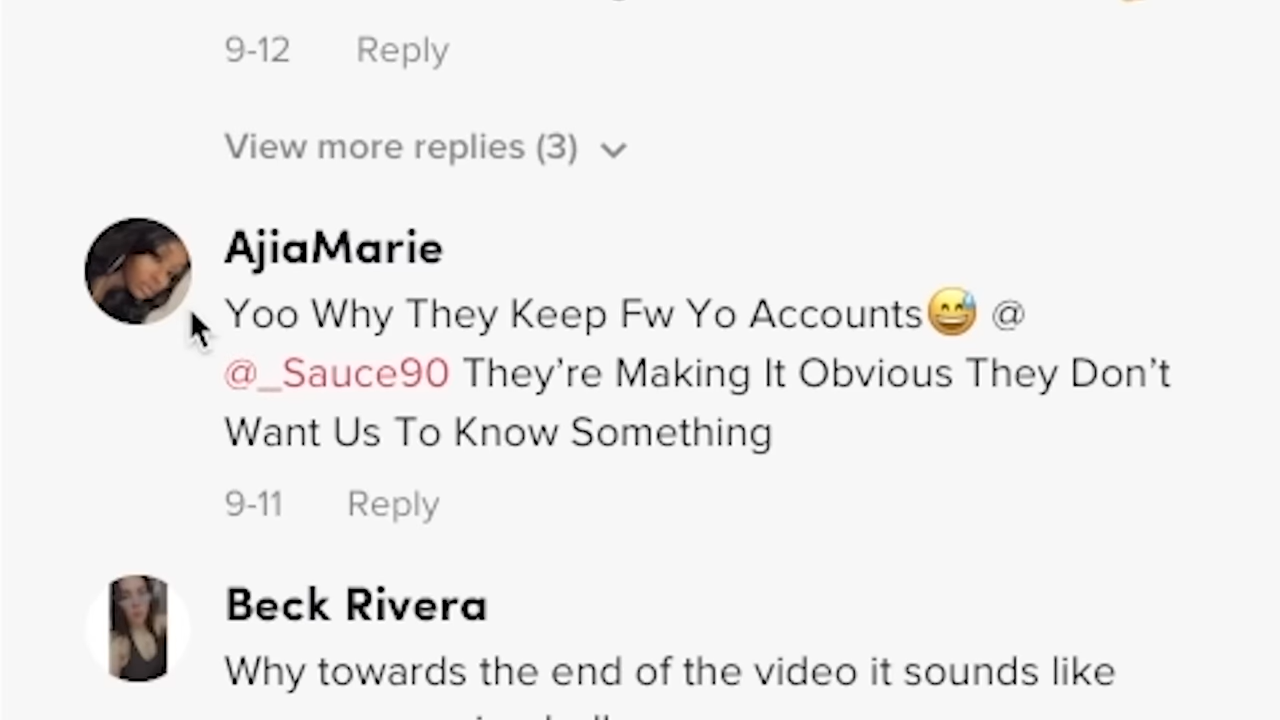 9-12 Reply
View more replies (3)
AjiaMarie
Yoo Why They Keep Fw Yo Accounts😅 @
@_Sauce90 They’re Making It Obvious They Don’t
Want Us To Know Something
9-11 Reply
Beck Rivera
Why towards the end of the video it sounds like